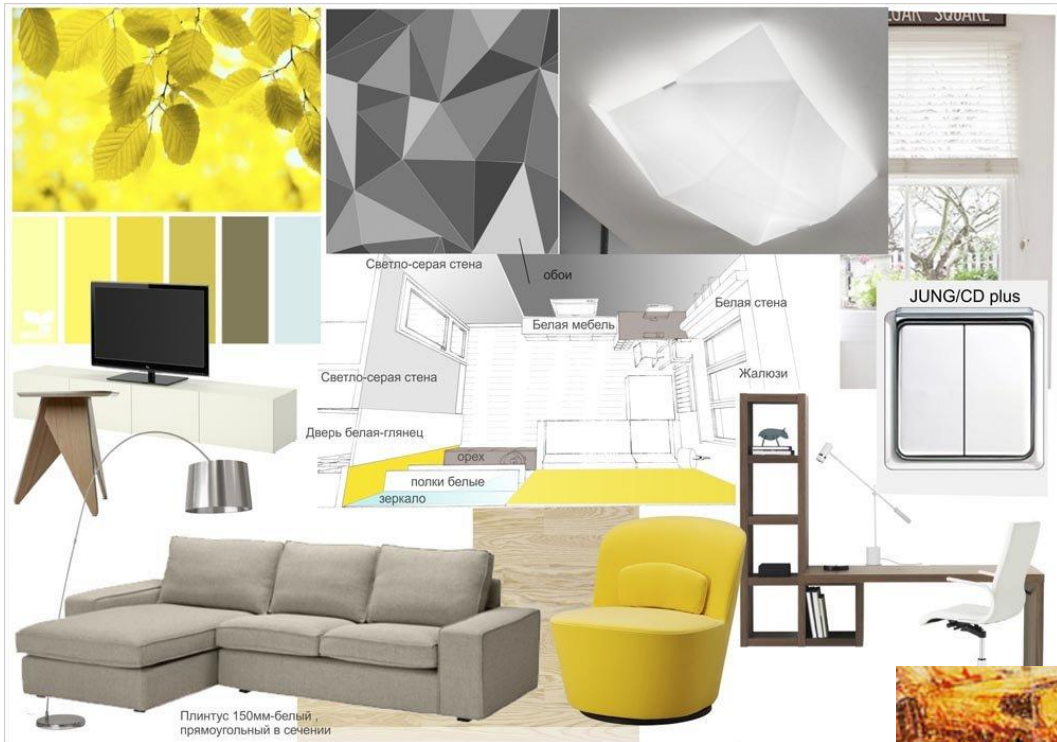 JUNG/CD plus
Светло-серая стена
обои
Белая стена
Белая мебель
Светло-серая стена
Жалюзи
Дверь белая-глянец
орех
полки белые
зеркало
Плинтус 150мм-белый ,
прямоугольный в сечении